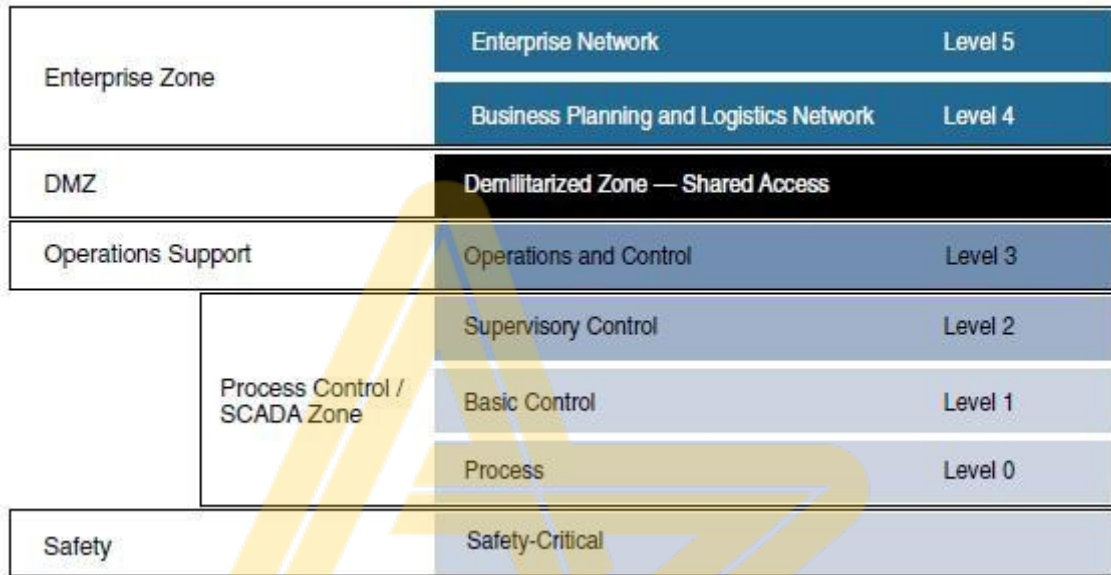 Enterprise Zone
Enterprise Network Level 5
Business Planning and Logistics Network Level 4
DMZ
Demilitarized Zone — Shared Access
Operations Support
Operations and Control Level 3
Process Control /
SCADA Zone
Supervisory Control Level 2
Basic Control Level 1
Process Level 0
Safety
Safety-Critical